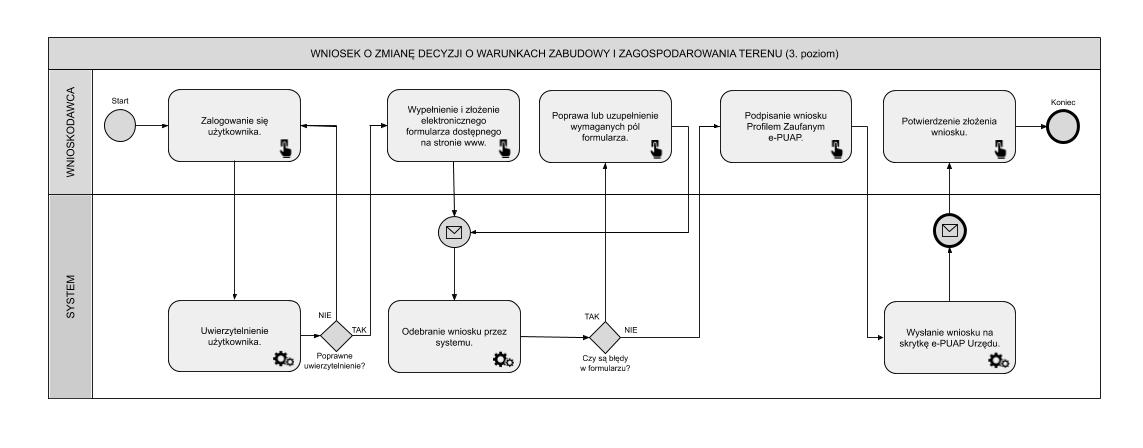 WNIOSEK O ZMIANĘ DECYZJI O WARUNKACH ZABUDOWY I ZAGOSPODAROWANIA TERENU (3. poziom)
WNIOSKODAWCA
Start
Zalogowanie się
użytkownika.
Wypełnienie i złożenie
elektronicznego
formularza dostępnego
na stronie www.
Poprawa lub uzupełnienie
wymaganych pól
formularza.
Podpisanie wniosku
Profilem Zaufanym
e-PUAP.
Potwierdzenie złożenia
wniosku.
Koniec
SYSTEM
Uwierzytelnienie
użytkownika.
NIE
TAK
Poprawne
uwierzytelnienie?
Odebranie wniosku przez
systemu.
TAK
NIE
Czy są błędy
w formularzu?
Wysłanie wniosku na
skrytkę e-PUAP Urzędu.